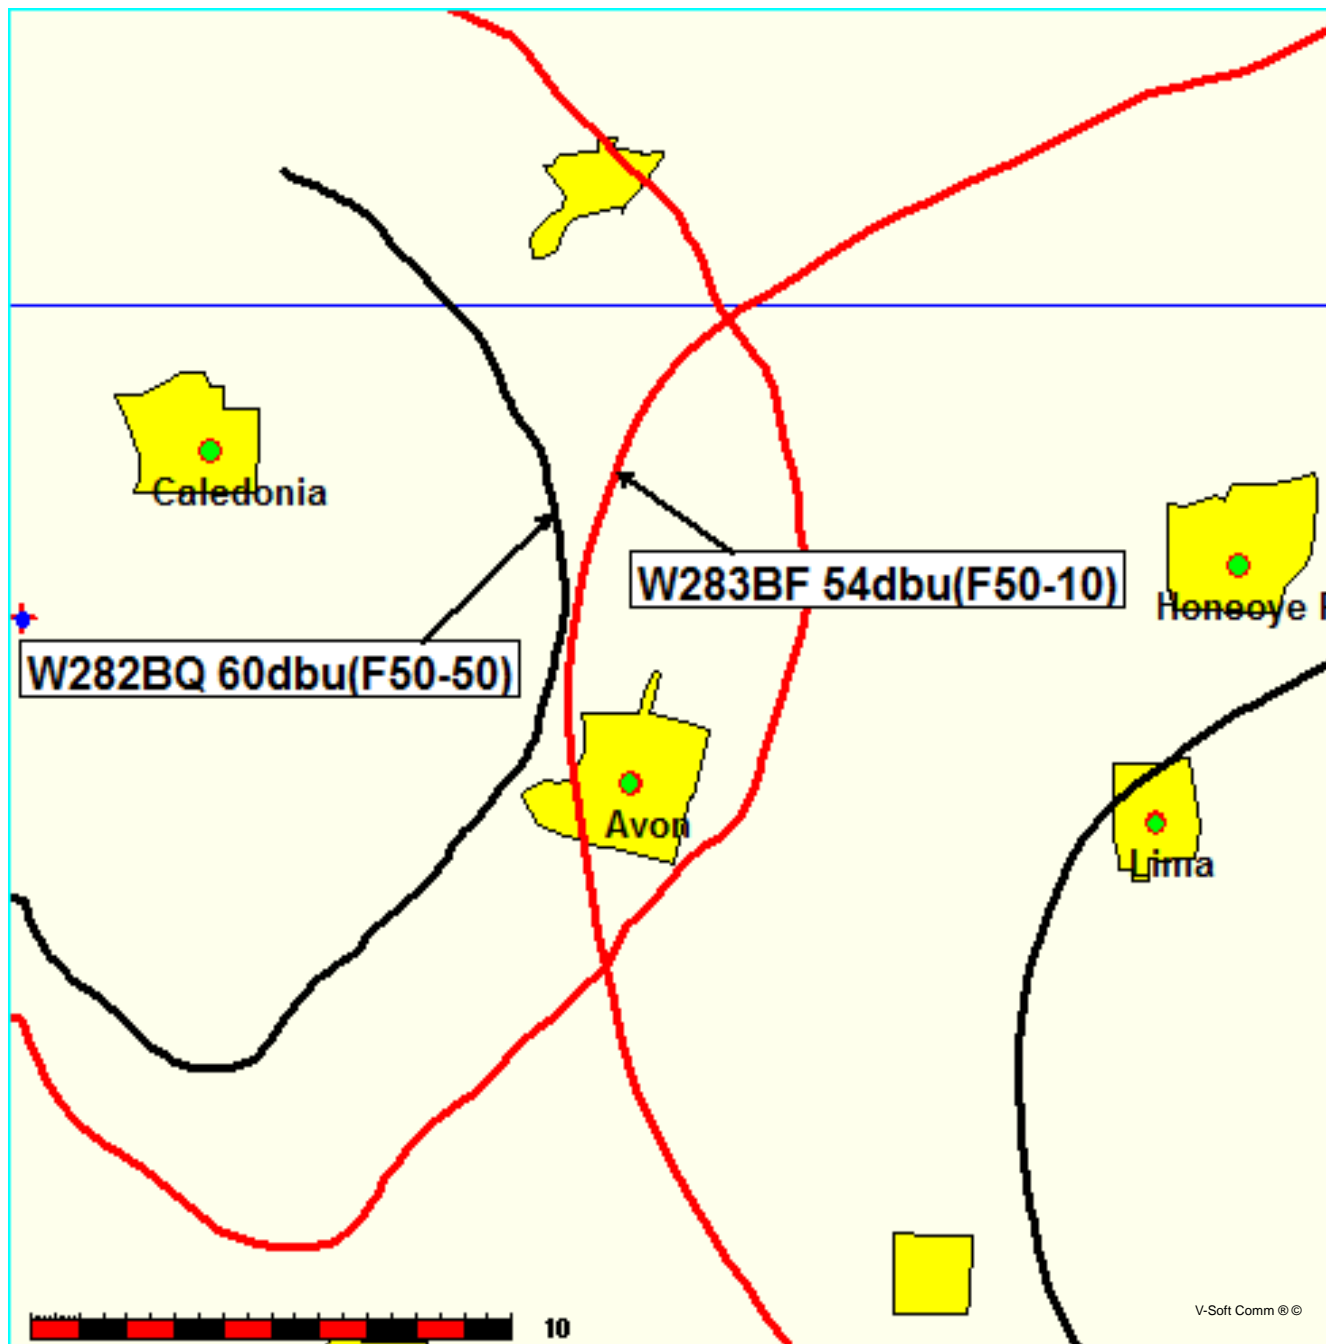 Caledonia
W283BF 54dbu(F50-10)
Honeoye F
W282BQ 60dbu(F50-50)
Avon
Lima
V-Soft Comm ® ©
10